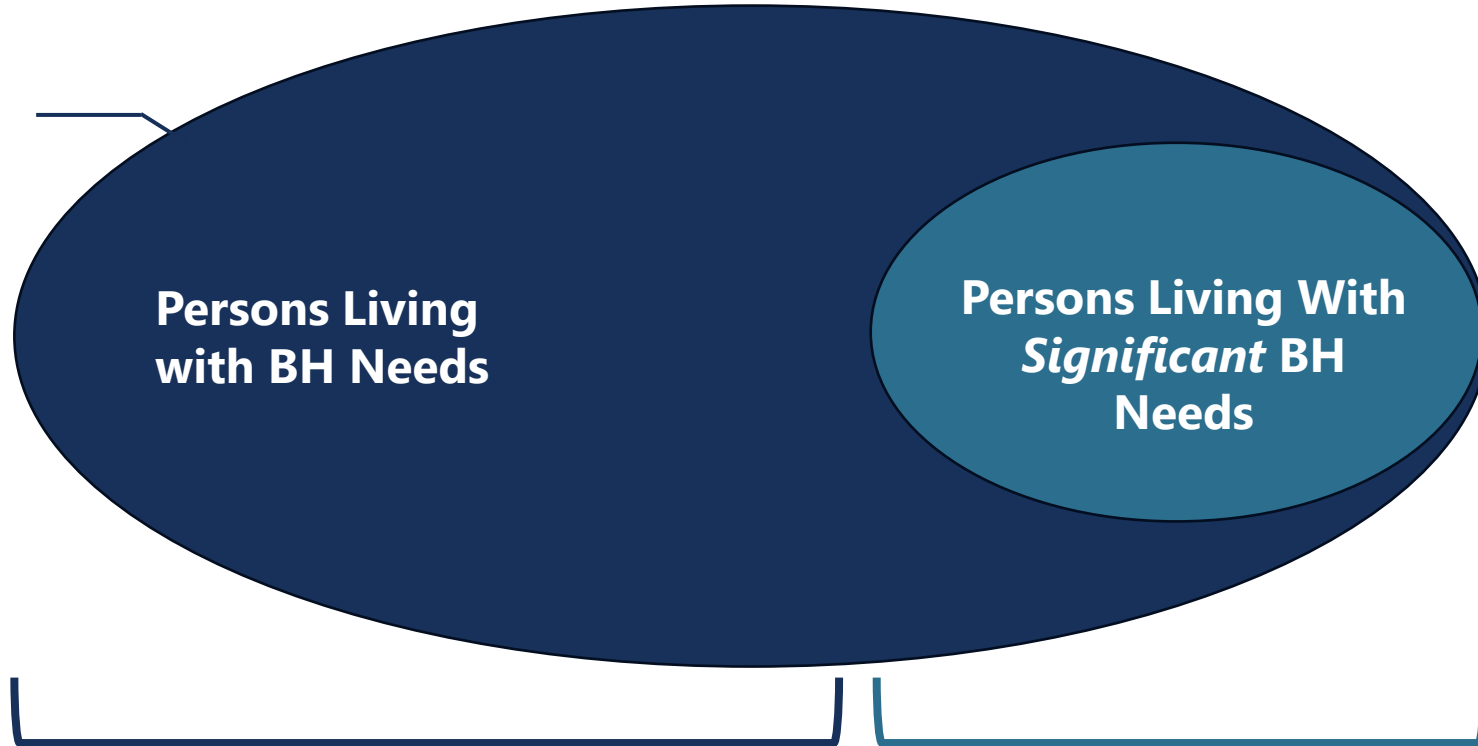 Persons Living
with BH Needs
Persons Living With
Significant BH
Needs